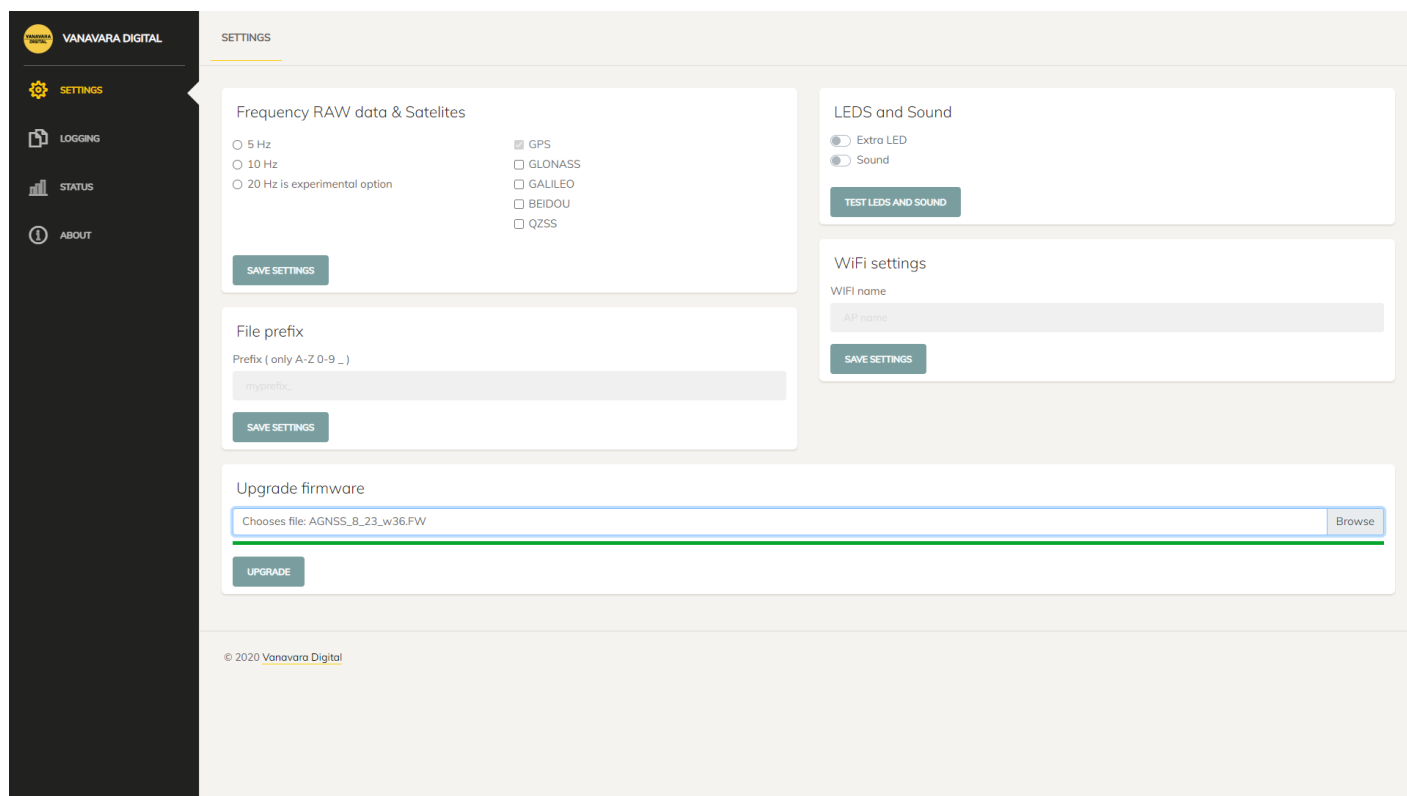 VANAVARA DIGITAL
VANAVARA DIGITAL
SETTINGS
LOGGING
STATUS
ABOUT
SETTINGS
Frequency RAW data & Satelites
5 Hz
10 Hz
20 Hz is experimental option
GPS
GLONASS
GALILEO
BEIDOU
QZSS
SAVE SETTINGS
File prefix
Prefix ( only A-Z 0-9 _ )
myprefix_
SAVE SETTINGS
LEDS and Sound
Extra LED
Sound
TEST LEDS AND SOUND
WiFi settings
WIFI name
AP name
SAVE SETTINGS
Upgrade firmware
Chooses file: AGNSS_8_23_w36.FW
Browse
UPGRADE
© 2020 Vanavara Digital